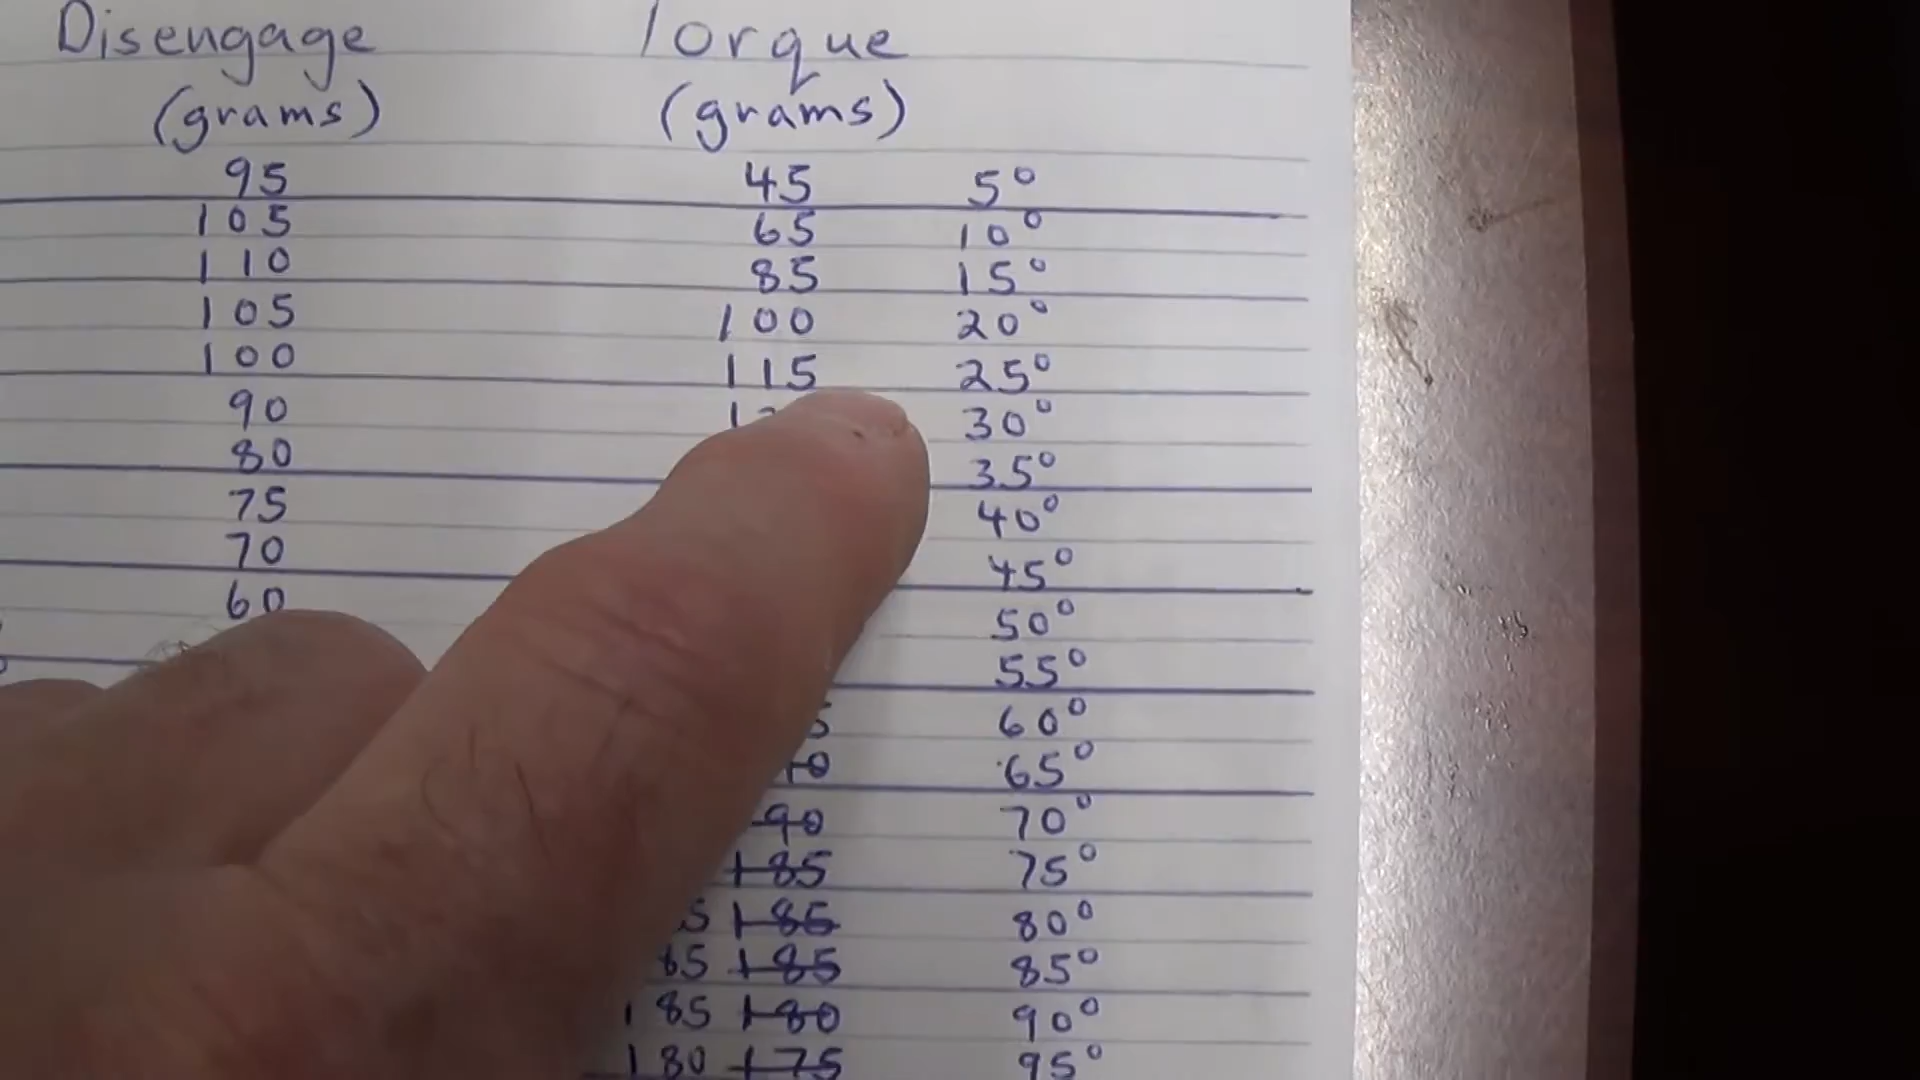 Disengage Torque
(grams) (grams)
95 45 5°
105 65 10°
110 85 15°
105 100 20°
100 115 25°
90 30°
80 35°
75 40°
70 45°
60 50°
55°
60°
65°
90 70°
185 75°
185 80°
185 85°
185 180 90°
180 175 95°